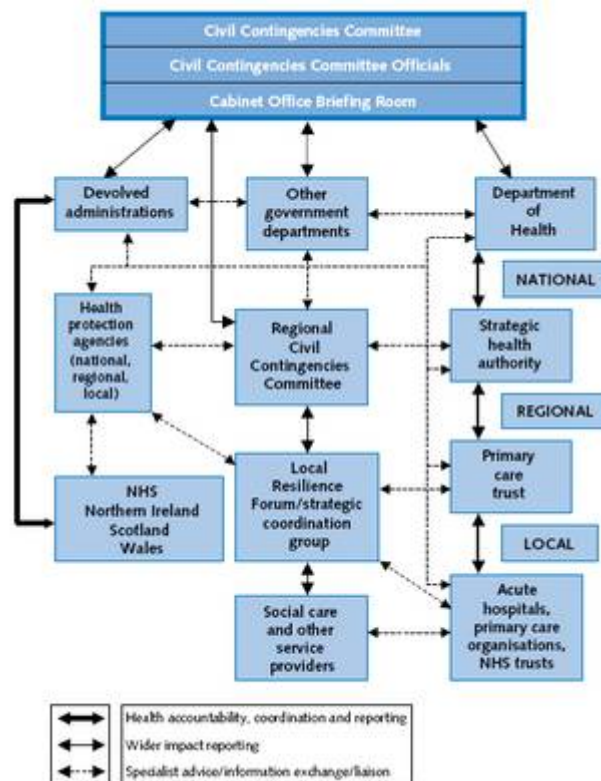 Civil Contingencies Committee
Civil Contingencies Committee Officials
Cabinet Office Briefing Room
Devolved
administrations
Other
government
departments
Department
of
Health
NATIONAL
Health
protection
agencies
(national,
regional,
local)
Regional
Civil
Contingencies
Committee
Strategic
health
authority
REGIONAL
Primary
care
trust
NHS
Northern Ireland
Scotland
Wales
Local
Resilience
Forum/strategic
coordination
group
LOCAL
Social care
and other
service
providers
Acute
hospitals,
primary care
organisations,
NHS trusts
Health accountability, coordination and reporting
Wider impact reporting
Specialist advice/information exchange/liaison